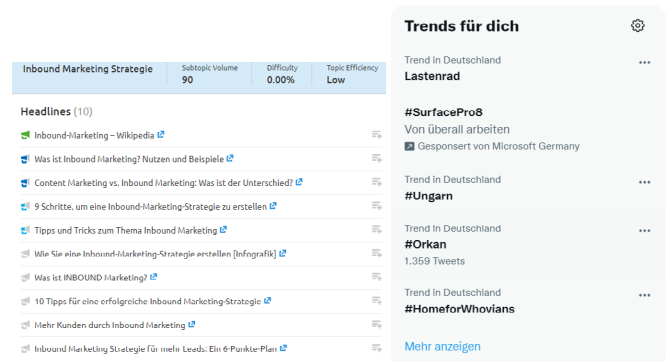 Inbound Marketing Strategie
Subtopic Volume
90
Difficulty
0.00%
Topic Efficiency
Low
Headlines (10)
Inbound-Marketing – Wikipedia
Was ist Inbound Marketing? Nutzen und Beispiele
Content Marketing vs. Inbound Marketing: Was ist der Unterschied?
9 Schritte, um eine Inbound-Marketing-Strategie zu erstellen
Tipps und Tricks zum Thema Inbound Marketing
Wie Sie eine Inbound-Marketing-Strategie erstellen [Infografik]
Was ist INBOUND Marketing?
10 Tipps für eine erfolgreiche Inbound Marketing-Strategie
Mehr Kunden durch Inbound Marketing
Inbound Marketing Strategie für mehr Leads: Ein 6-Punkte-Plan
Trends für dich
Trend in Deutschland
Lastenrad
#SurfacePro8
Von überall arbeiten
Gesponsert von Microsoft Germany
Trend in Deutschland
#Ungarn
Trend in Deutschland
#Orkan
1.359 Tweets
Trend in Deutschland
#HomeforWhovians
Mehr anzeigen